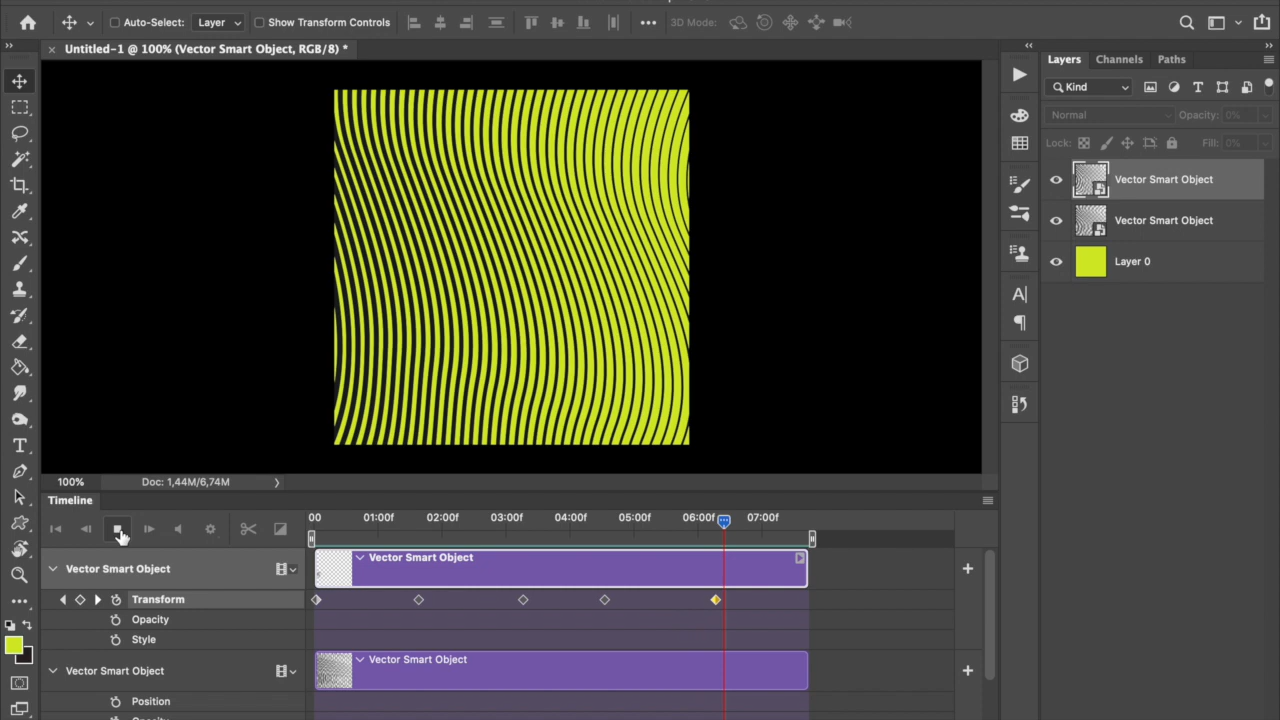 Auto-Select: Layer Show Transform Controls 3D Mode:
× Untitled-1 @ 100% (Vector Smart Object, RGB/8) *
Layers Channels Paths
Kind
Normal Opacity: 0%
Lock: Fill: 0%
Vector Smart Object
Vector Smart Object
Layer 0
100% Doc: 1,44M/6,74M
Timeline
00 01:00f 02:00f 03:00f 04:00f 05:00f 06:00f 07:00f
Vector Smart Object
Vector Smart Object
Transform
Opacity
Style
Vector Smart Object
Vector Smart Object
Position